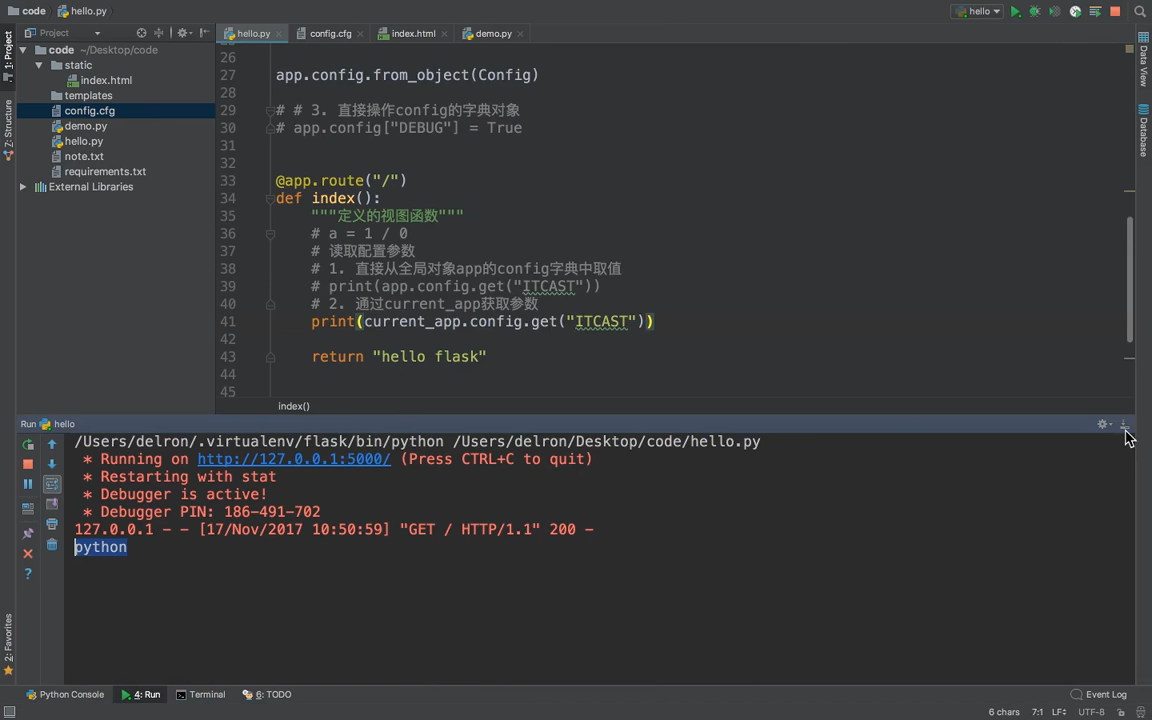 code hello.py
hello
Project
code ~/Desktop/code
static
index.html
templates
config.cfg
demo.py
hello.py
note.txt
requirements.txt
External Libraries
1: Project
Z: Structure
2: Favorites
hello.py config.cfg index.html demo.py
26
27 app.config.from_object(Config)
28
29 # # 3. 直接操作config的字典对象
30 # app.config["DEBUG"] = True
31
32
33 @app.route("/")
34 def index():
35 """定义的视图函数"""
36 # a = 1 / 0
37 # 读取配置参数
38 # 1. 直接从全局对象app的config字典中取值
39 # print(app.config.get("ITCAST"))
40 # 2. 通过current_app获取参数
41 print(current_app.config.get("ITCAST"))
42
43 return "hello flask"
44
45
index()
Data View
Database
Run hello
/Users/delron/.virtualenv/flask/bin/python /Users/delron/Desktop/code/hello.py
* Running on http://127.0.0.1:5000/ (Press CTRL+C to quit)
* Restarting with stat
* Debugger is active!
* Debugger PIN: 186-491-702
127.0.0.1 - - [17/Nov/2017 10:50:59] "GET / HTTP/1.1" 200 -
python
Python Console 4: Run Terminal 6: TODO Event Log
6 chars 7:1 LF UTF-8